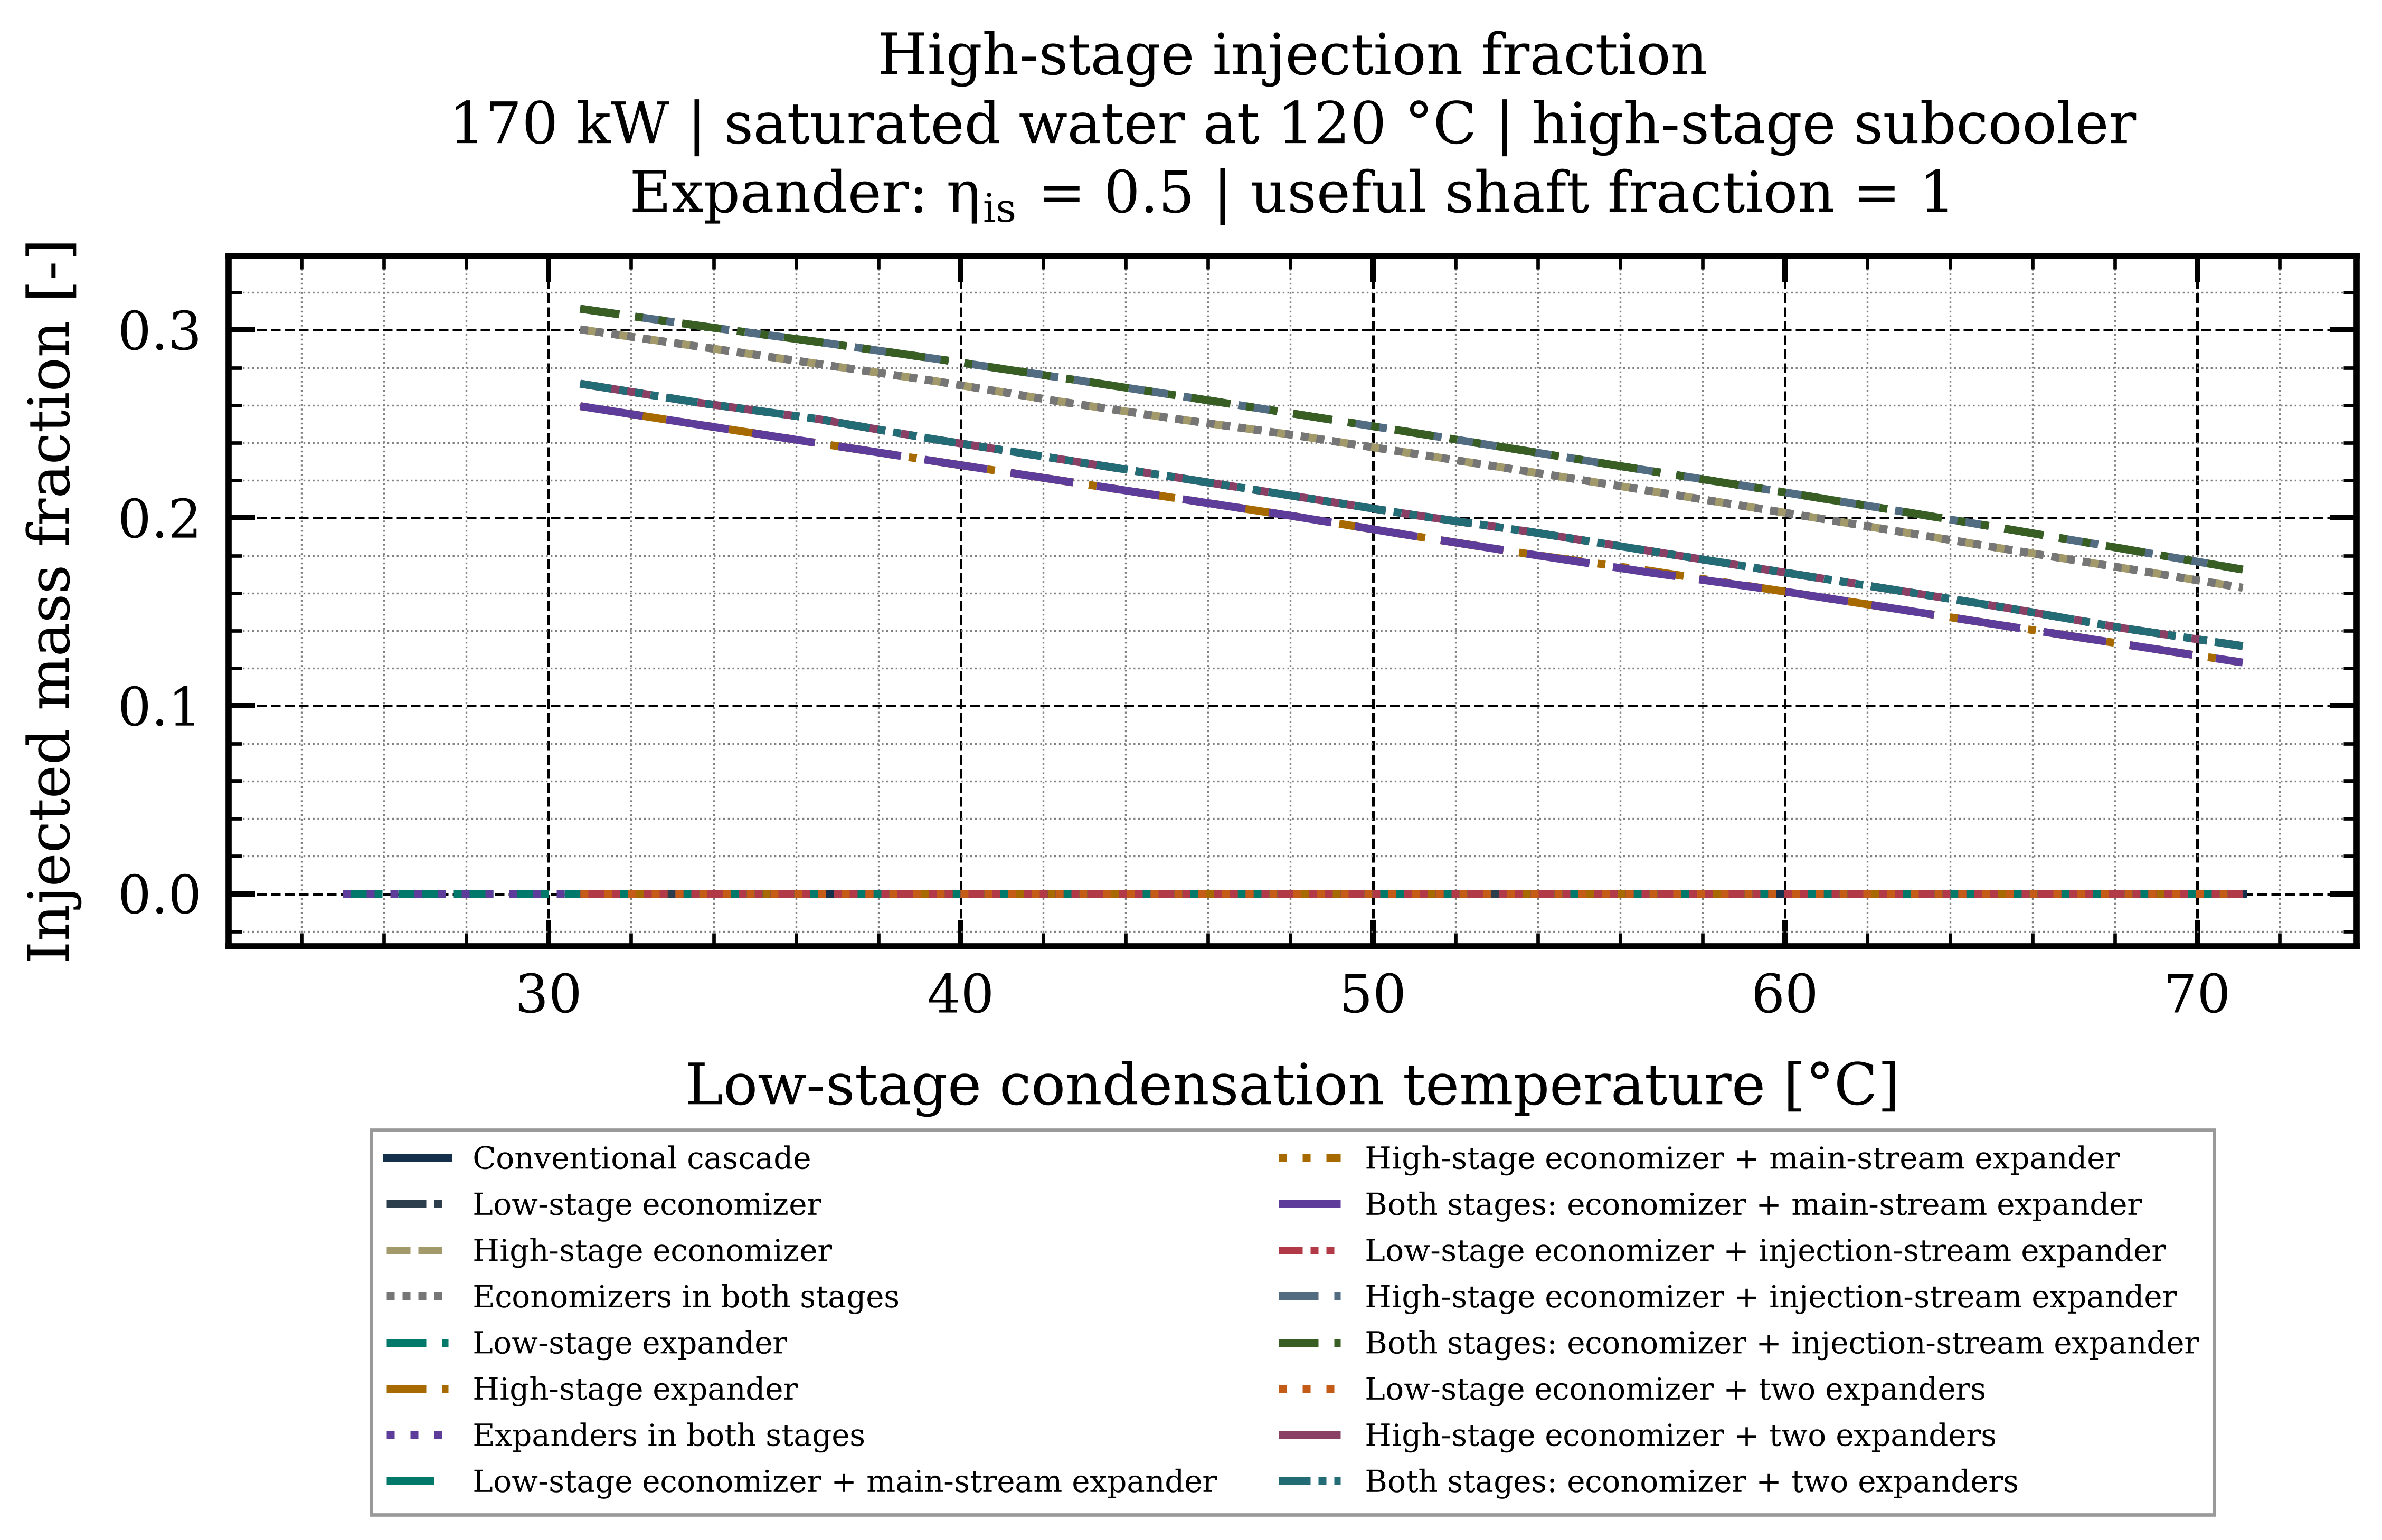 High-stage injection fraction
170 kW | saturated water at 120 °C | high-stage subcooler
Expander: ηis = 0.5 | useful shaft fraction = 1
Injected mass fraction [-]
0.3
0.2
0.1
0.0
30 40 50 60 70
Low-stage condensation temperature [°C]
Conventional cascade
Low-stage economizer
High-stage economizer
Economizers in both stages
Low-stage expander
High-stage expander
Expanders in both stages
Low-stage economizer + main-stream expander
High-stage economizer + main-stream expander
Both stages: economizer + main-stream expander
Low-stage economizer + injection-stream expander
High-stage economizer + injection-stream expander
Both stages: economizer + injection-stream expander
Low-stage economizer + two expanders
High-stage economizer + two expanders
Both stages: economizer + two expanders